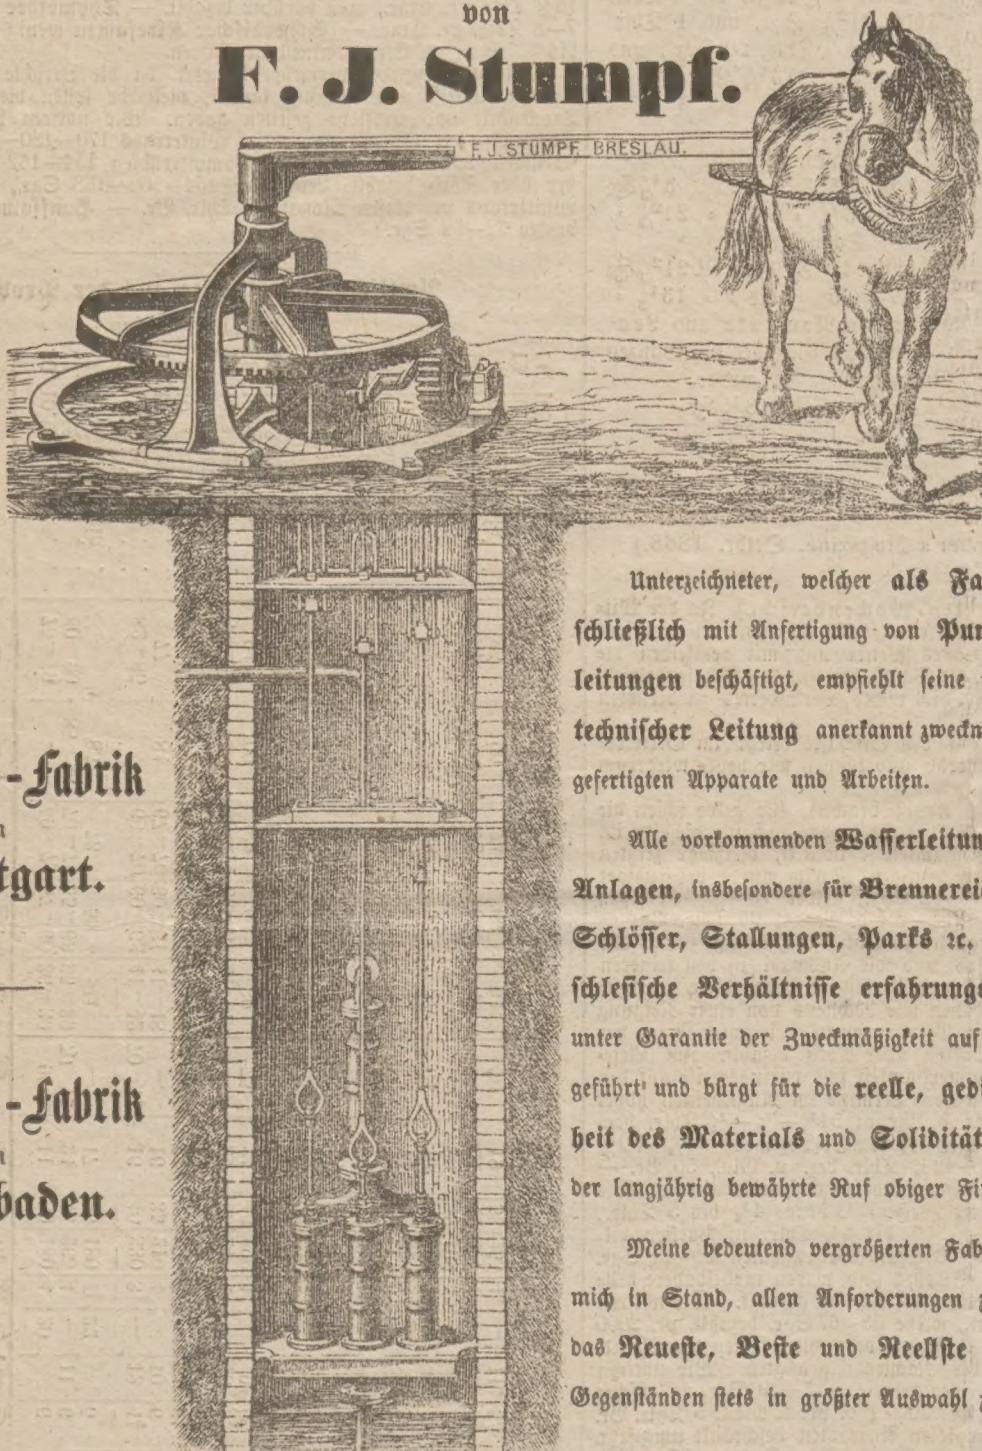 von
F. J. Stumpf.
F. J. STUMPF BRESLAU.
-Fabrik
tgart.
-Fabrik
baden.
Unterzeichneter, welcher als Fa
schließlich mit Anfertigung von Pum
leitungen beschäftigt, empfiehlt seine
technischer Leitung anerkannt zweckm
gefertigten Apparate und Arbeiten.
Alle vorkommenden Wasserleitun
Anlagen, insbesondere für Brennerei
Schlösser, Stallungen, Parks ꝛc.
schlesische Verhältnisse erfahrungs
unter Garantie der Zweckmäßigkeit auf
geführt und bürgt für die reelle, gedi
heit des Materials und Solidität
der langjährig bewährte Ruf obiger Fi
Meine bedeutend vergrößerten Fab
mich in Stand, allen Anforderungen z
das Neueste, Beste und Reellste
Gegenständen stets in größter Auswahl z